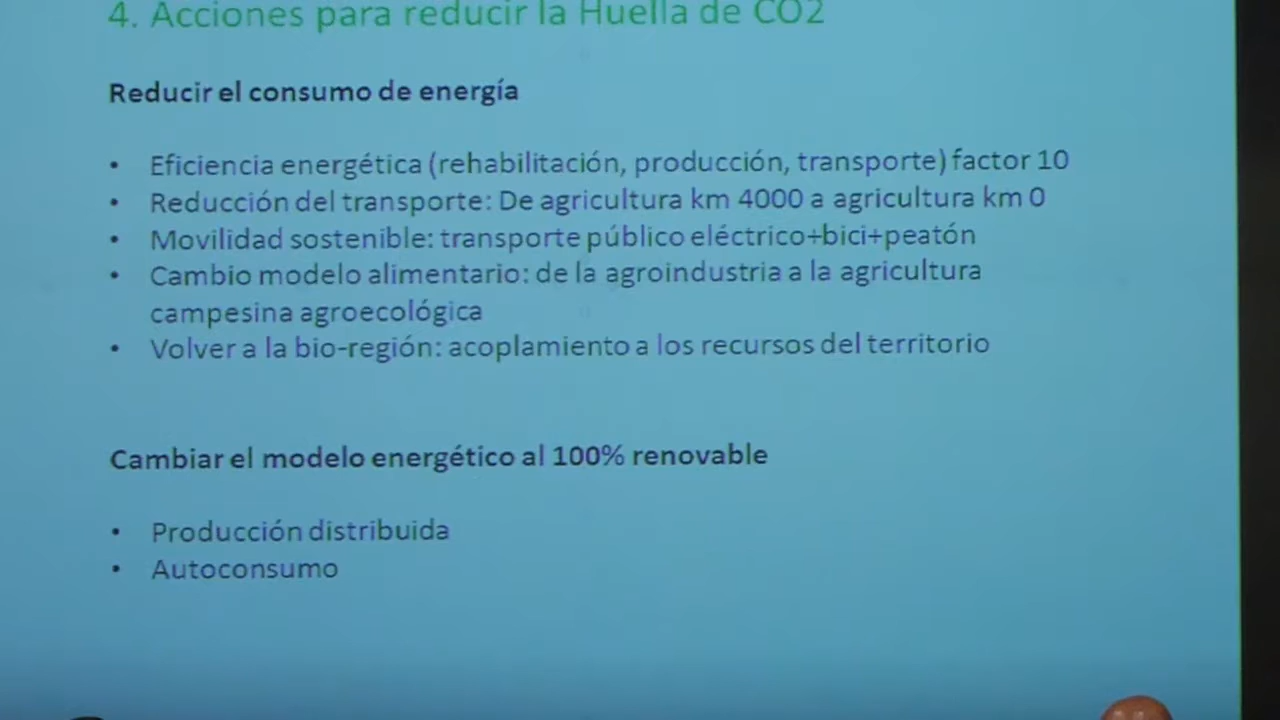 4. Acciones para reducir la Huella de CO2
Reducir el consumo de energía
• Eficiencia energética (rehabilitación, producción, transporte) factor 10
• Reducción del transporte: De agricultura km 4000 a agricultura km 0
• Movilidad sostenible: transporte público eléctrico+bici+peatón
• Cambio modelo alimentario: de la agroindustria a la agricultura
campesina agroecológica
• Volver a la bio-región: acoplamiento a los recursos del territorio
Cambiar el modelo energético al 100% renovable
• Producción distribuida
• Autoconsumo